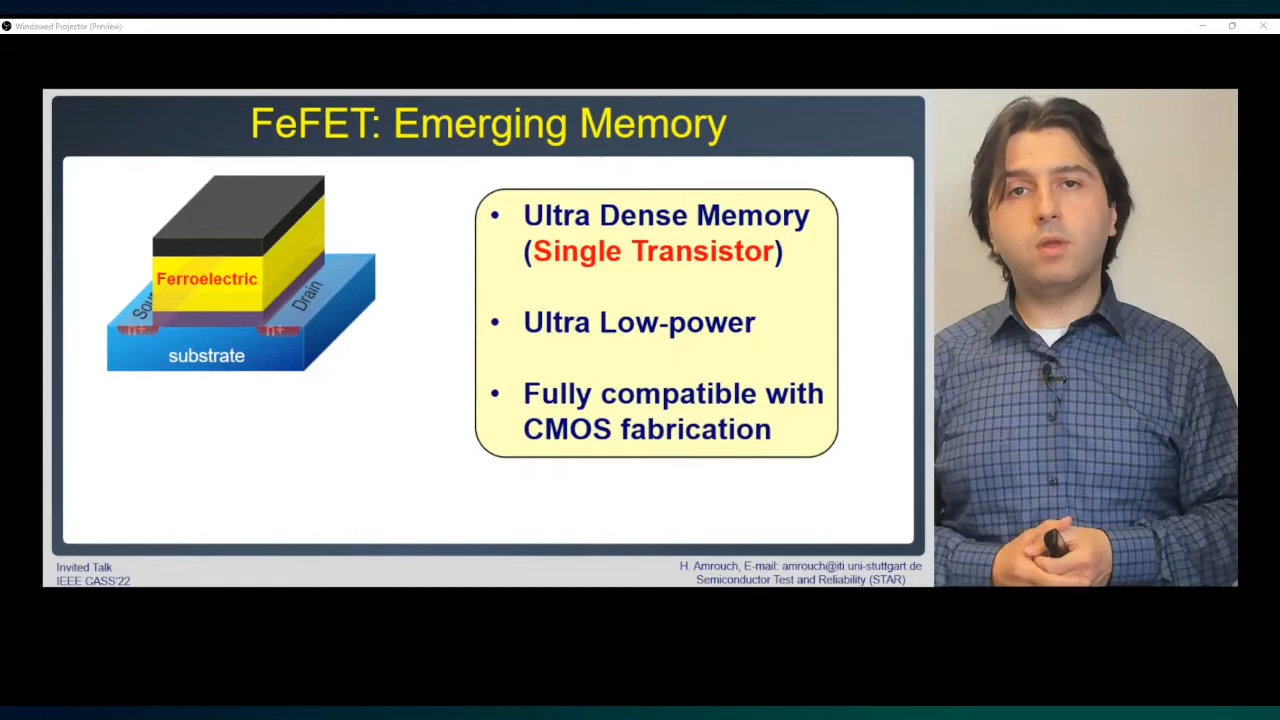 Windowed Projector (Preview)
FeFET: Emerging Memory
Ferroelectric
Sou
Drain
n+
n+
substrate
• Ultra Dense Memory
(Single Transistor)
• Ultra Low-power
• Fully compatible with
CMOS fabrication
Invited Talk
IEEE CASS'22
H. Amrouch, E-mail: amrouch@iti.uni-stuttgart.de
Semiconductor Test and Reliability (STAR)